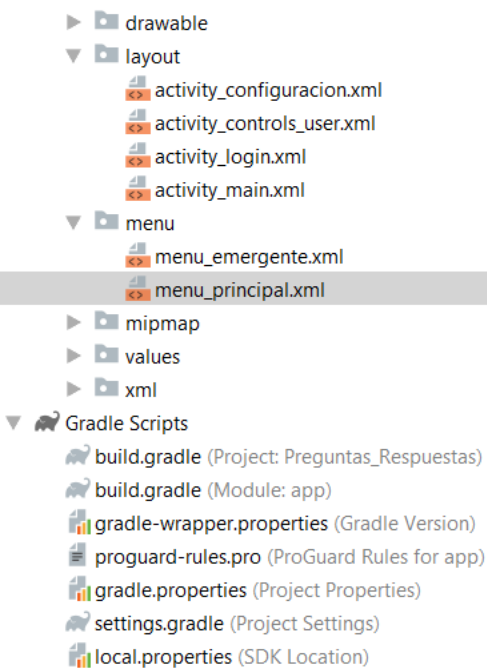 drawable
layout
activity_configuracion.xml
activity_controls_user.xml
activity_login.xml
activity_main.xml
menu
menu_emergente.xml
menu_principal.xml
mipmap
values
xml
Gradle Scripts
build.gradle (Project: Preguntas_Respuestas)
build.gradle (Module: app)
gradle-wrapper.properties (Gradle Version)
proguard-rules.pro (ProGuard Rules for app)
gradle.properties (Project Properties)
settings.gradle (Project Settings)
local.properties (SDK Location)